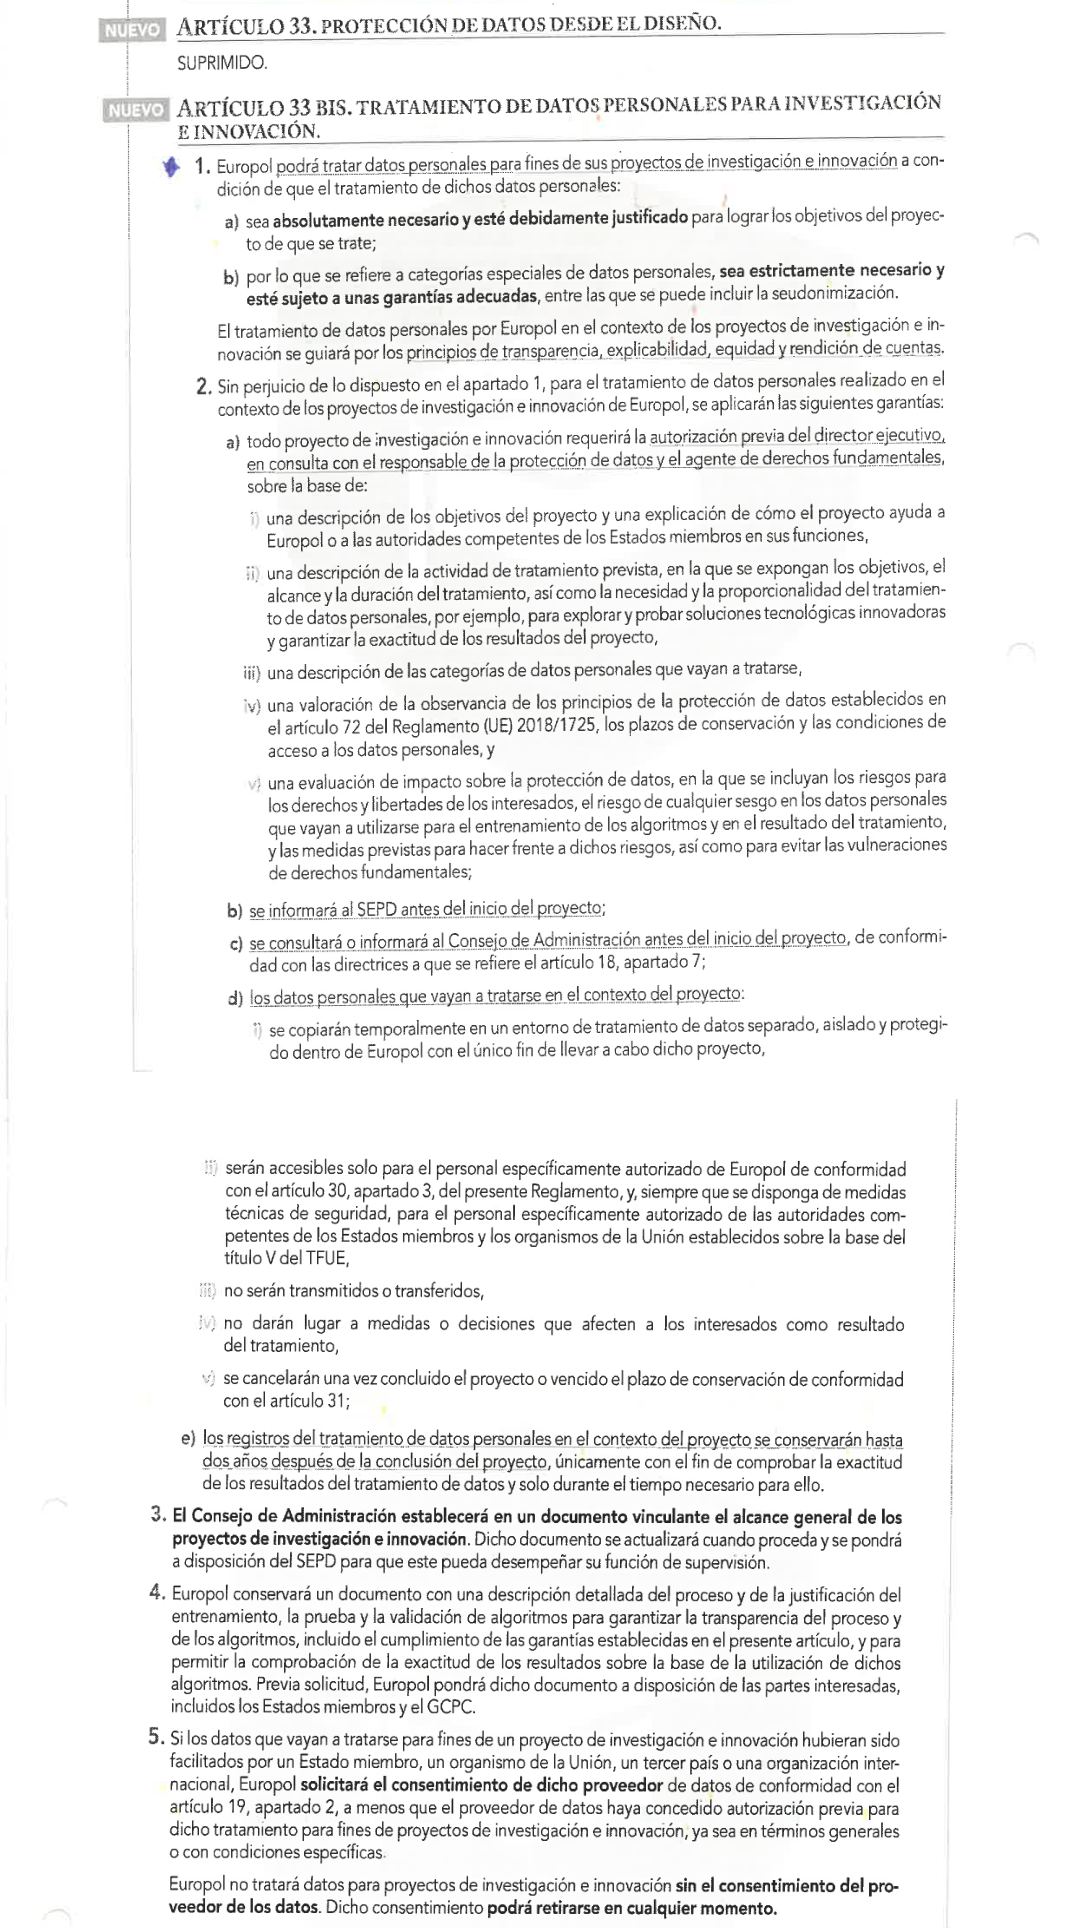 NUEVO ARTÍCULO 33. PROTECCIÓN DE DATOS DESDE EL DISEÑO.
SUPRIMIDO.
NUEVO ARTÍCULO 33 BIS. TRATAMIENTO DE DATOS PERSONALES PARA INVESTIGACIÓN
E INNOVACIÓN.
1. Europol podrá tratar datos personales para fines de sus proyectos de investigación e innovación a con-
dición de que el tratamiento de dichos datos personales:
a) sea absolutamente necesario y esté debidamente justificado para lograr los objetivos del proyec-
to de que se trate;
b) por lo que se refiere a categorías especiales de datos personales, sea estrictamente necesario y
esté sujeto a unas garantías adecuadas, entre las que se puede incluir la seudonimización.
El tratamiento de datos personales por Europol en el contexto de los proyectos de investigación e in-
novación se guiará por los principios de transparencia, explicabilidad, equidad y rendición de cuentas.
2. Sin perjuicio de lo dispuesto en el apartado 1, para el tratamiento de datos personales realizado en el
contexto de los proyectos de investigación e innovación de Europol, se aplicarán las siguientes garantías:
a) todo proyecto de investigación e innovación requerirá la autorización previa del director ejecutivo,
en consulta con el responsable de la protección de datos y el agente de derechos fundamentales,
sobre la base de:
i) una descripción de los objetivos del proyecto y una explicación de cómo el proyecto ayuda a
Europol o a las autoridades competentes de los Estados miembros en sus funciones,
ii) una descripción de la actividad de tratamiento prevista, en la que se expongan los objetivos, el
alcance y la duración del tratamiento, así como la necesidad y la proporcionalidad del tratamien-
to de datos personales, por ejemplo, para explorar y probar soluciones tecnológicas innovadoras
y garantizar la exactitud de los resultados del proyecto,
iii) una descripción de las categorías de datos personales que vayan a tratarse,
iv) una valoración de la observancia de los principios de la protección de datos establecidos en
el artículo 72 del Reglamento (UE) 2018/1725, los plazos de conservación y las condiciones de
acceso a los datos personales, y
v) una evaluación de impacto sobre la protección de datos, en la que se incluyan los riesgos para
los derechos y libertades de los interesados, el riesgo de cualquier sesgo en los datos personales
que vayan a utilizarse para el entrenamiento de los algoritmos y en el resultado del tratamiento,
y las medidas previstas para hacer frente a dichos riesgos, así como para evitar las vulneraciones
de derechos fundamentales;
b) se informará al SEPD antes del inicio del proyecto;
c) se consultará o informará al Consejo de Administración antes del inicio del proyecto, de conformi-
dad con las directrices a que se refiere el artículo 18, apartado 7;
d) los datos personales que vayan a tratarse en el contexto del proyecto:
i) se copiarán temporalmente en un entorno de tratamiento de datos separado, aislado y protegi-
do dentro de Europol con el único fin de llevar a cabo dicho proyecto,
ii) serán accesibles solo para el personal específicamente autorizado de Europol de conformidad
con el artículo 30, apartado 3, del presente Reglamento, y, siempre que se disponga de medidas
técnicas de seguridad, para el personal específicamente autorizado de las autoridades com-
petentes de los Estados miembros y los organismos de la Unión establecidos sobre la base del
título V del TFUE,
iii) no serán transmitidos o transferidos,
iv) no darán lugar a medidas o decisiones que afecten a los interesados como resultado
del tratamiento,
v) se cancelarán una vez concluido el proyecto o vencido el plazo de conservación de conformidad
con el artículo 31;
e) los registros del tratamiento de datos personales en el contexto del proyecto se conservarán hasta
dos años después de la conclusión del proyecto, únicamente con el fin de comprobar la exactitud
de los resultados del tratamiento de datos y solo durante el tiempo necesario para ello.
3. El Consejo de Administración establecerá en un documento vinculante el alcance general de los
proyectos de investigación e innovación. Dicho documento se actualizará cuando proceda y se pondrá
a disposición del SEPD para que este pueda desempeñar su función de supervisión.
4. Europol conservará un documento con una descripción detallada del proceso y de la justificación del
entrenamiento, la prueba y la validación de algoritmos para garantizar la transparencia del proceso y
de los algoritmos, incluido el cumplimiento de las garantías establecidas en el presente artículo, y para
permitir la comprobación de la exactitud de los resultados sobre la base de la utilización de dichos
algoritmos. Previa solicitud, Europol pondrá dicho documento a disposición de las partes interesadas,
incluidos los Estados miembros y el GCPC.
5. Si los datos que vayan a tratarse para fines de un proyecto de investigación e innovación hubieran sido
facilitados por un Estado miembro, un organismo de la Unión, un tercer país o una organización inter-
nacional, Europol solicitará el consentimiento de dicho proveedor de datos de conformidad con el
artículo 19, apartado 2, a menos que el proveedor de datos haya concedido autorización previa para
dicho tratamiento para fines de proyectos de investigación e innovación, ya sea en términos generales
o con condiciones específicas.
Europol no tratará datos para proyectos de investigación e innovación sin el consentimiento del pro-
veedor de los datos. Dicho consentimiento podrá retirarse en cualquier momento.